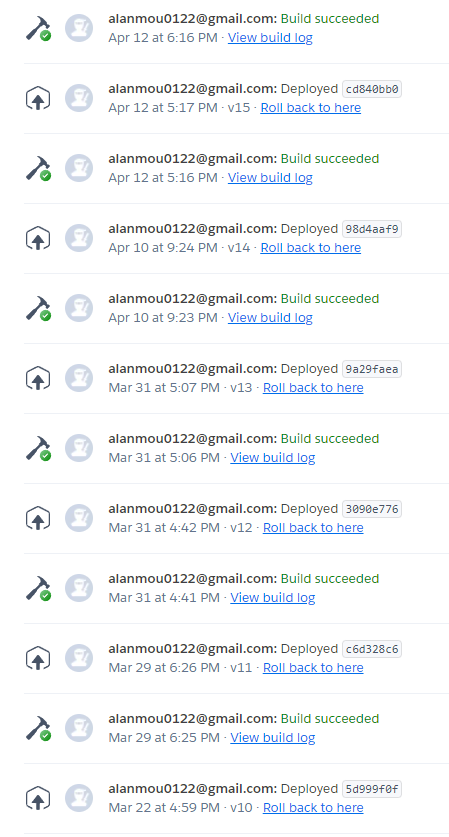 alanmou0122@gmail.com: Build succeeded
Apr 12 at 6:16 PM · View build log
alanmou0122@gmail.com: Deployed cd840bb0
Apr 12 at 5:17 PM · v15 · Roll back to here
alanmou0122@gmail.com: Build succeeded
Apr 12 at 5:16 PM · View build log
alanmou0122@gmail.com: Deployed 98d4aaf9
Apr 10 at 9:24 PM · v14 · Roll back to here
alanmou0122@gmail.com: Build succeeded
Apr 10 at 9:23 PM · View build log
alanmou0122@gmail.com: Deployed 9a29faea
Mar 31 at 5:07 PM · v13 · Roll back to here
alanmou0122@gmail.com: Build succeeded
Mar 31 at 5:06 PM · View build log
alanmou0122@gmail.com: Deployed 3090e776
Mar 31 at 4:42 PM · v12 · Roll back to here
alanmou0122@gmail.com: Build succeeded
Mar 31 at 4:41 PM · View build log
alanmou0122@gmail.com: Deployed c6d328c6
Mar 29 at 6:26 PM · v11 · Roll back to here
alanmou0122@gmail.com: Build succeeded
Mar 29 at 6:25 PM · View build log
alanmou0122@gmail.com: Deployed 5d999f0f
Mar 22 at 4:59 PM · v10 · Roll back to here